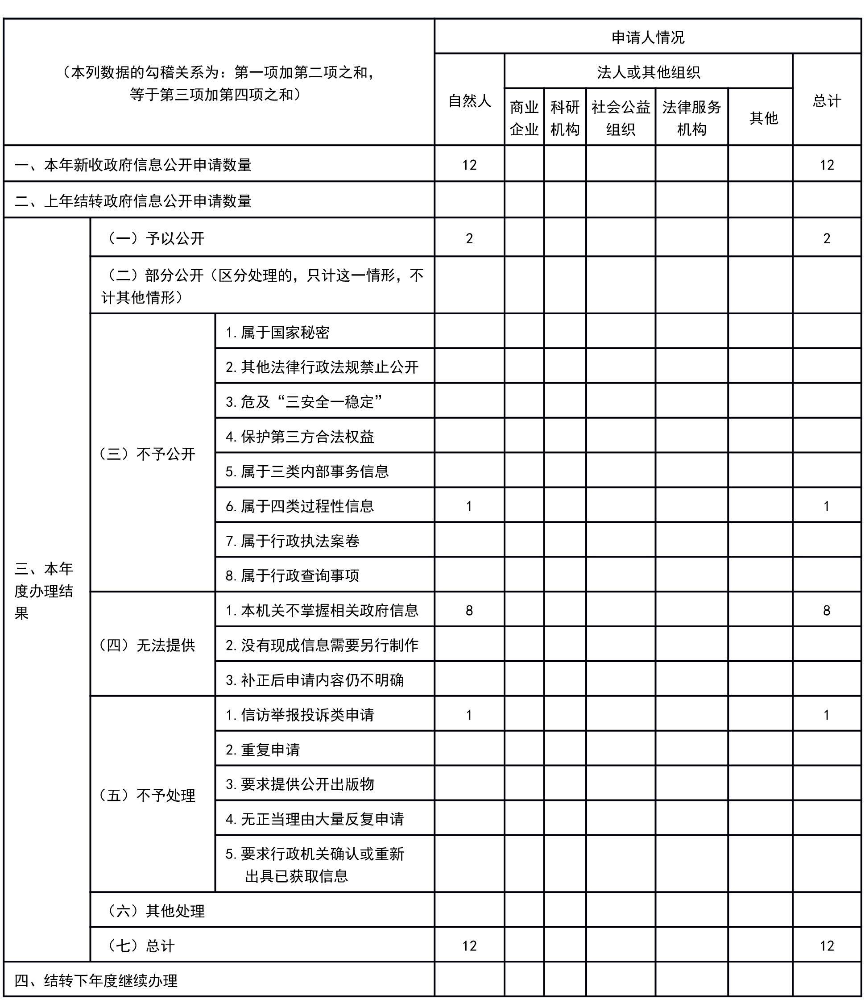 申请人情况
（本列数据的勾稽关系为：第一项加第二项之和，
等于第三项加第四项之和）
自然人
法人或其他组织
总计
商业
企业
科研
机构
社会公益
组织
法律服务
机构
其他
一、本年新收政府信息公开申请数量 12 12
二、上年结转政府信息公开申请数量
三、本年
度办理结
果
（一）予以公开 2 2
（二）部分公开（区分处理的，只计这一情形，不
计其他情形）
（三）不予公开
1.属于国家秘密
2.其他法律行政法规禁止公开
3.危及“三安全一稳定”
4.保护第三方合法权益
5.属于三类内部事务信息
6.属于四类过程性信息 1 1
7.属于行政执法案卷
8.属于行政查询事项
（四）无法提供
1.本机关不掌握相关政府信息 8 8
2.没有现成信息需要另行制作
3.补正后申请内容仍不明确
（五）不予处理
1.信访举报投诉类申请 1 1
2.重复申请
3.要求提供公开出版物
4.无正当理由大量反复申请
5.要求行政机关确认或重新
出具已获取信息
（六）其他处理
（七）总计 12 12
四、结转下年度继续办理